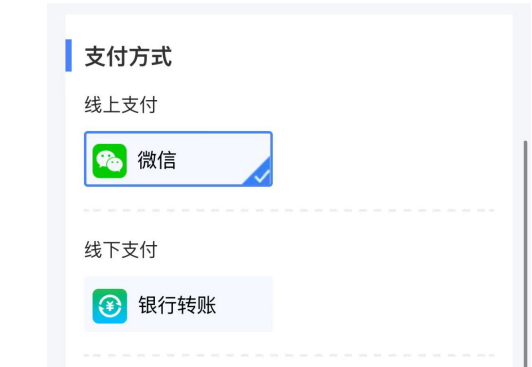 支付方式
线上支付
微信
线下支付
银行转账